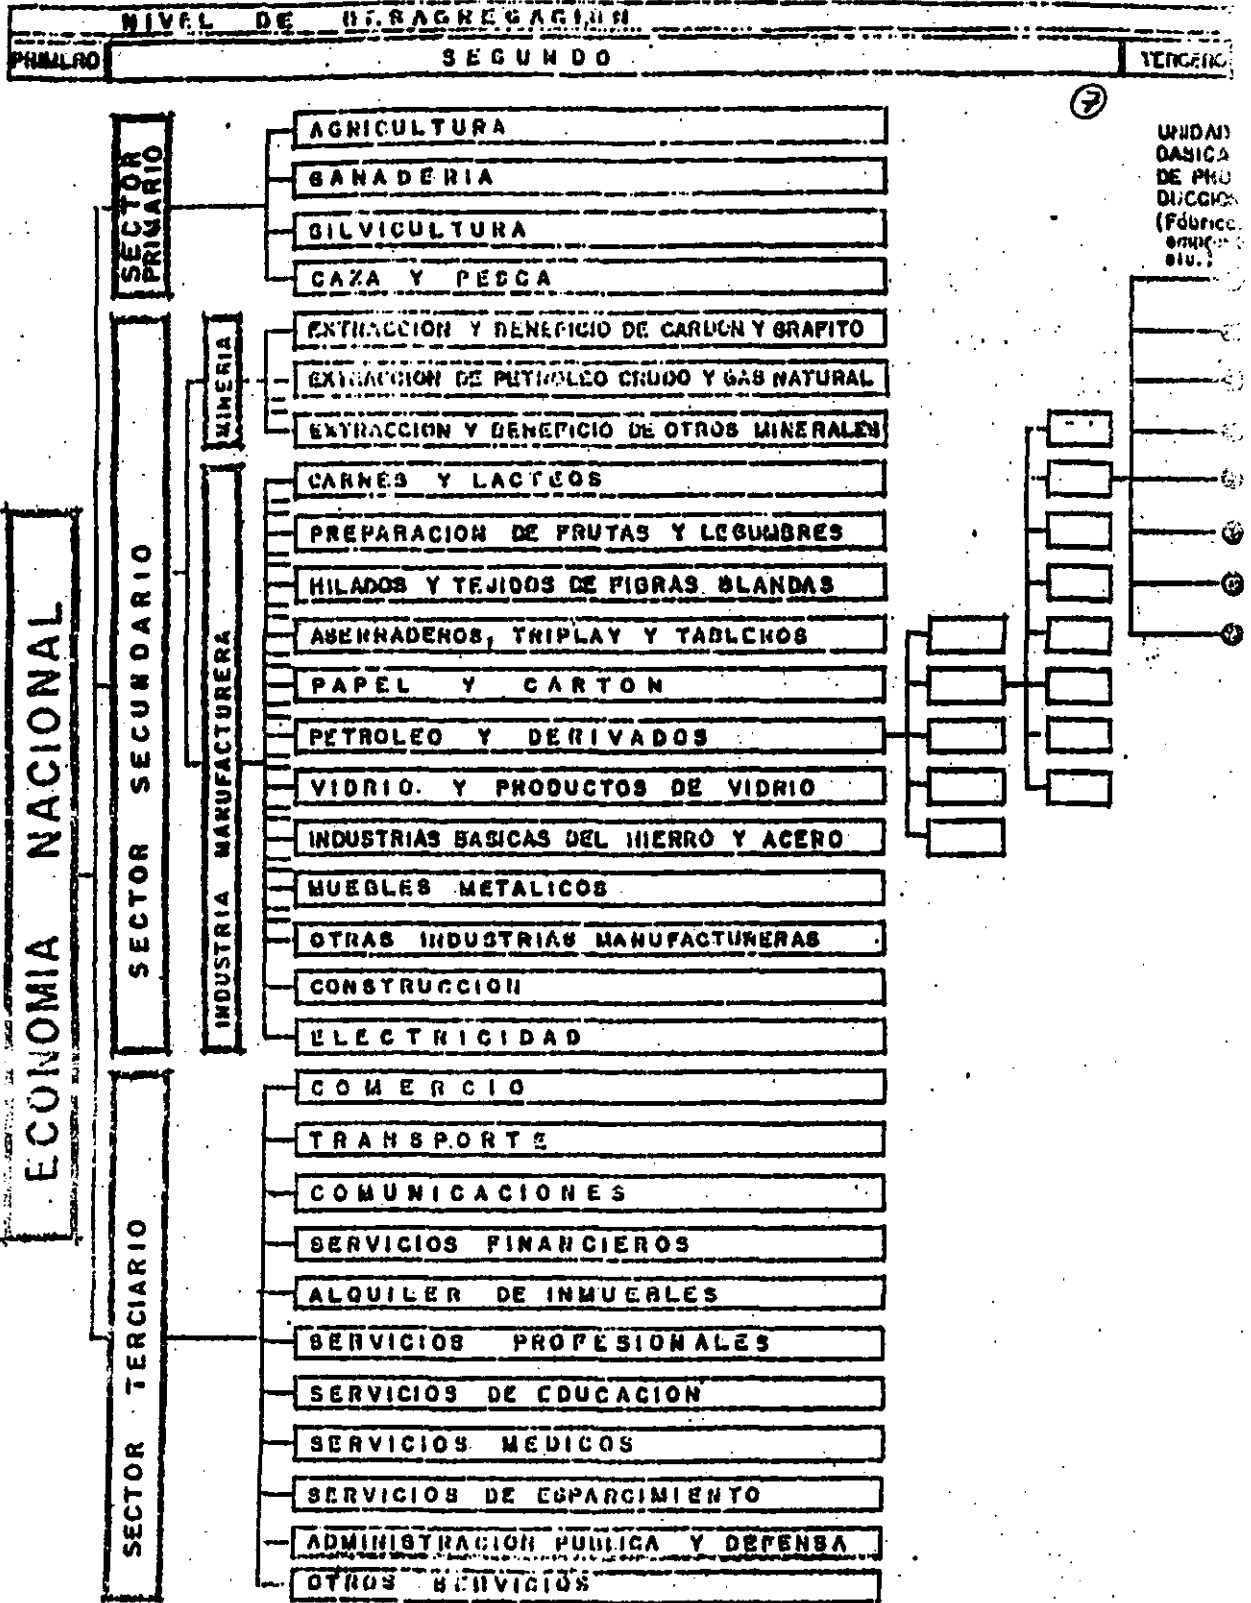 NIVEL DE DESAGREGACION
PRIMERO
SEGUNDO
TERCERO
7
UNIDAD
BASICA
DE PRO
DUCCION
(Fábrica,
ECONOMIA NACIONAL
SECTOR PRIMARIO
AGRICULTURA
GANADERIA
SILVICULTURA
CAZA Y PESCA
SECTOR SECUNDARIO
MINERIA
EXTRACCION Y BENEFICIO DE CARBON Y GRAFITO
EXTRACCION DE PETROLEO CRUDO Y GAS NATURAL
EXTRACCION Y BENEFICIO DE OTROS MINERALES
INDUSTRIA MANUFACTURERA
CARNES Y LACTEOS
PREPARACION DE FRUTAS Y LEGUMBRES
HILADOS Y TEJIDOS DE FIBRAS BLANDAS
ASERRADEROS, TRIPLAY Y TABLEROS
PAPEL Y CARTON
PETROLEO Y DERIVADOS
VIDRIO Y PRODUCTOS DE VIDRIO
INDUSTRIAS BASICAS DEL HIERRO Y ACERO
MUEBLES METALICOS
OTRAS INDUSTRIAS MANUFACTURERAS
CONSTRUCCION
ELECTRICIDAD
SECTOR TERCIARIO
COMERCIO
TRANSPORTE
COMUNICACIONES
SERVICIOS FINANCIEROS
ALQUILER DE INMUEBLES
SERVICIOS PROFESIONALES
SERVICIOS DE EDUCACION
SERVICIOS MEDICOS
SERVICIOS DE ESPARCIMIENTO
ADMINISTRACION PUBLICA Y DEFENSA
OTROS SERVICIOS